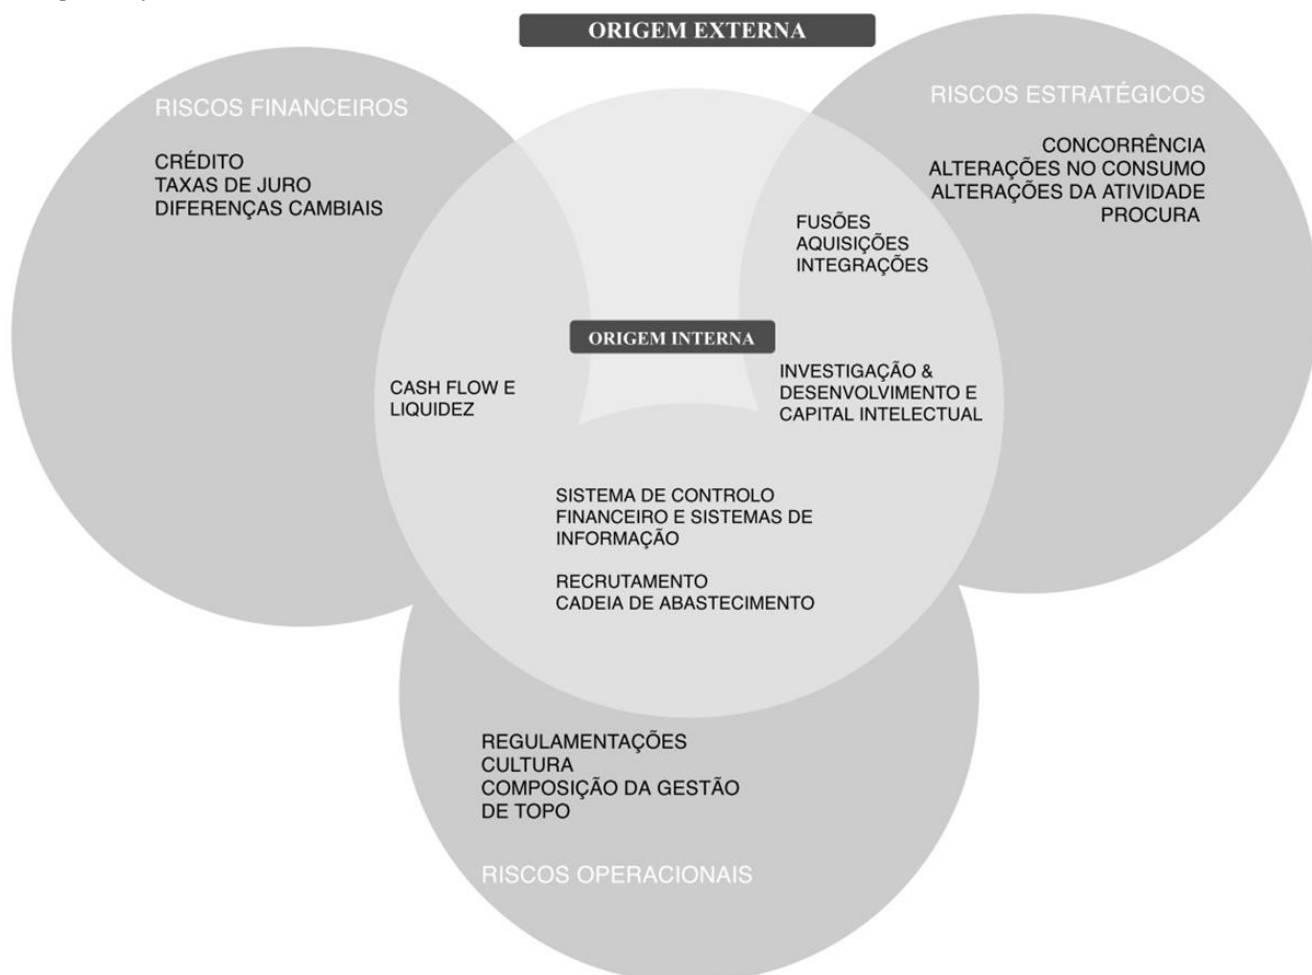 ORIGEM EXTERNA
RISCOS FINANCEIROS
CRÉDITO
TAXAS DE JURO
DIFERENÇAS CAMBIAIS
RISCOS ESTRATÉGICOS
CONCORRÊNCIA
ALTERAÇÕES NO CONSUMO
ALTERAÇÕES DA ATIVIDADE
PROCURA
FUSÕES
AQUISIÇÕES
INTEGRAÇÕES
ORIGEM INTERNA
CASH FLOW E
LIQUIDEZ
INVESTIGAÇÃO &
DESENVOLVIMENTO E
CAPITAL INTELECTUAL
SISTEMA DE CONTROLO
FINANCEIRO E SISTEMAS DE
INFORMAÇÃO
RECRUTAMENTO
CADEIA DE ABASTECIMENTO
REGULAMENTAÇÕES
CULTURA
COMPOSIÇÃO DA GESTÃO
DE TOPO
RISCOS OPERACIONAIS